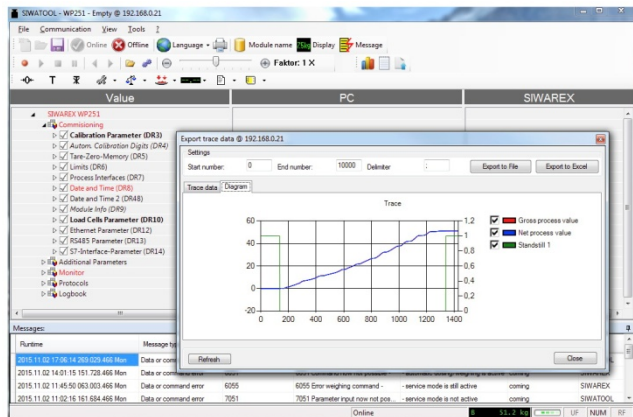 SIWATOOL - WP251 - Empty @ 192.168.0.21
File Communication View Tools ?
Online Offline Language Module name Display Message
Faktor: 1 X
Value PC SIWAREX
SIWAREX WP251
Commisioning
Calibration Parameter (DR3)
Autom. Calibration Digits (DR4)
Tare-Zero-Memory (DR5)
Limits (DR6)
Process Interfaces (DR7)
Date and Time (DR8)
Date and Time 2 (DR48)
Module Info (DR9)
Load Cells Parameter (DR10)
Ethernet Parameter (DR12)
RS485 Parameter (DR13)
S7-Interface-Parameter (DR14)
Additional Parameters
Monitor
Protocols
Logbook
Export trace data @ 192.168.0.21
Settings
Start number: 0 End number: 10000 Delimiter ; Export to File Export to Excel
Trace data Diagram
Trace
60 1,2
1
40 0,8
20 0,6
0,4
0 0,2
-20 0
0 200 400 600 800 1000 1200 1400
Gross process value
Net process value
Standstill 1
Refresh Close
Messages:
Runtime Message ty
2015.11.02 17:06:14 269.029.466 Mon Data or com
2015.11.02 14:01:15 151.728.466 Mon Data or command error
2015.11.02 11:45:50 063.003.466 Mon Data or command error 6055 6055 Error weighing command - - service mode is still active coming SIWAREX
2015.11.02 11:02:16 161.684.466 Mon Data or command error 7051 7051 Parameter input now not pos... - service mode is not active coming SIWAREX
Online 51.2 kg UF NUM RF